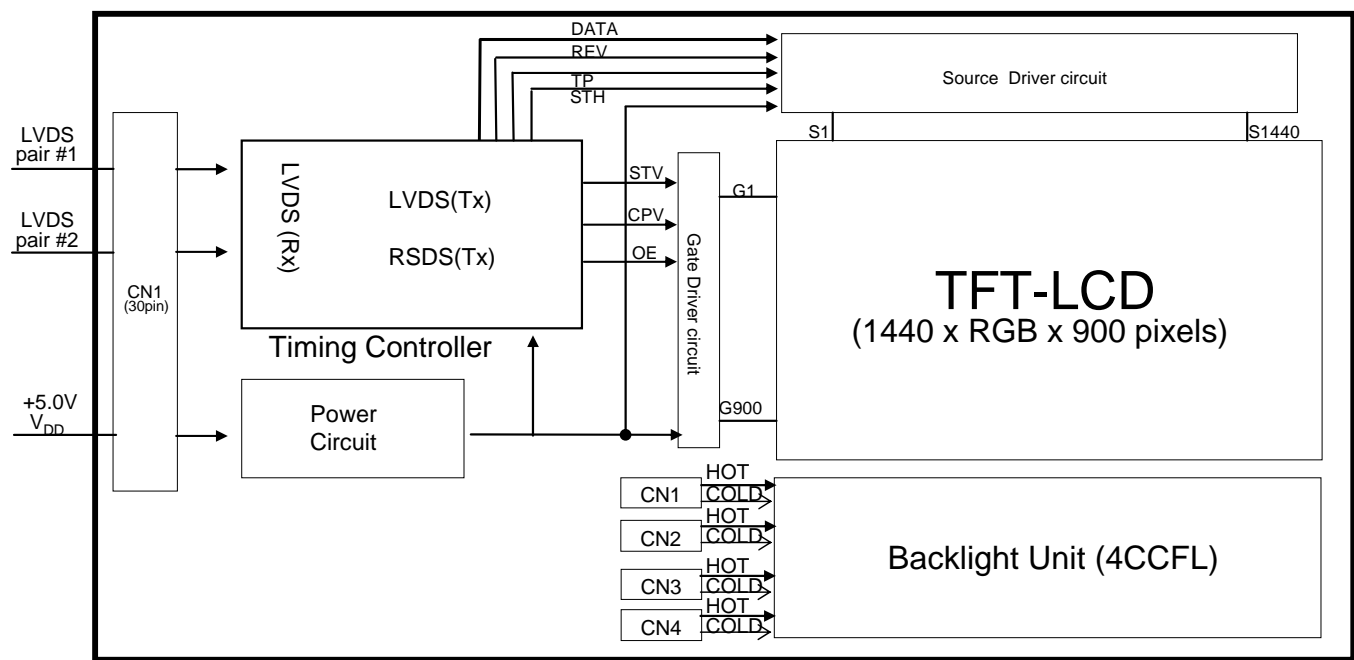 DATA
REV
TP
STH
Source Driver circuit
S1
S1440
LVDS
pair #1
LVDS
pair #2
CN1
(30pin)
LVDS (Rx)
LVDS(Tx)
RSDS(Tx)
Timing Controller
STV
CPV
OE
Gate Driver circuit
G1
G900
TFT-LCD
(1440 x RGB x 900 pixels)
+5.0V
VDD
Power
Circuit
CN1
HOT
COLD
CN2
HOT
COLD
CN3
HOT
COLD
CN4
HOT
COLD
Backlight Unit (4CCFL)